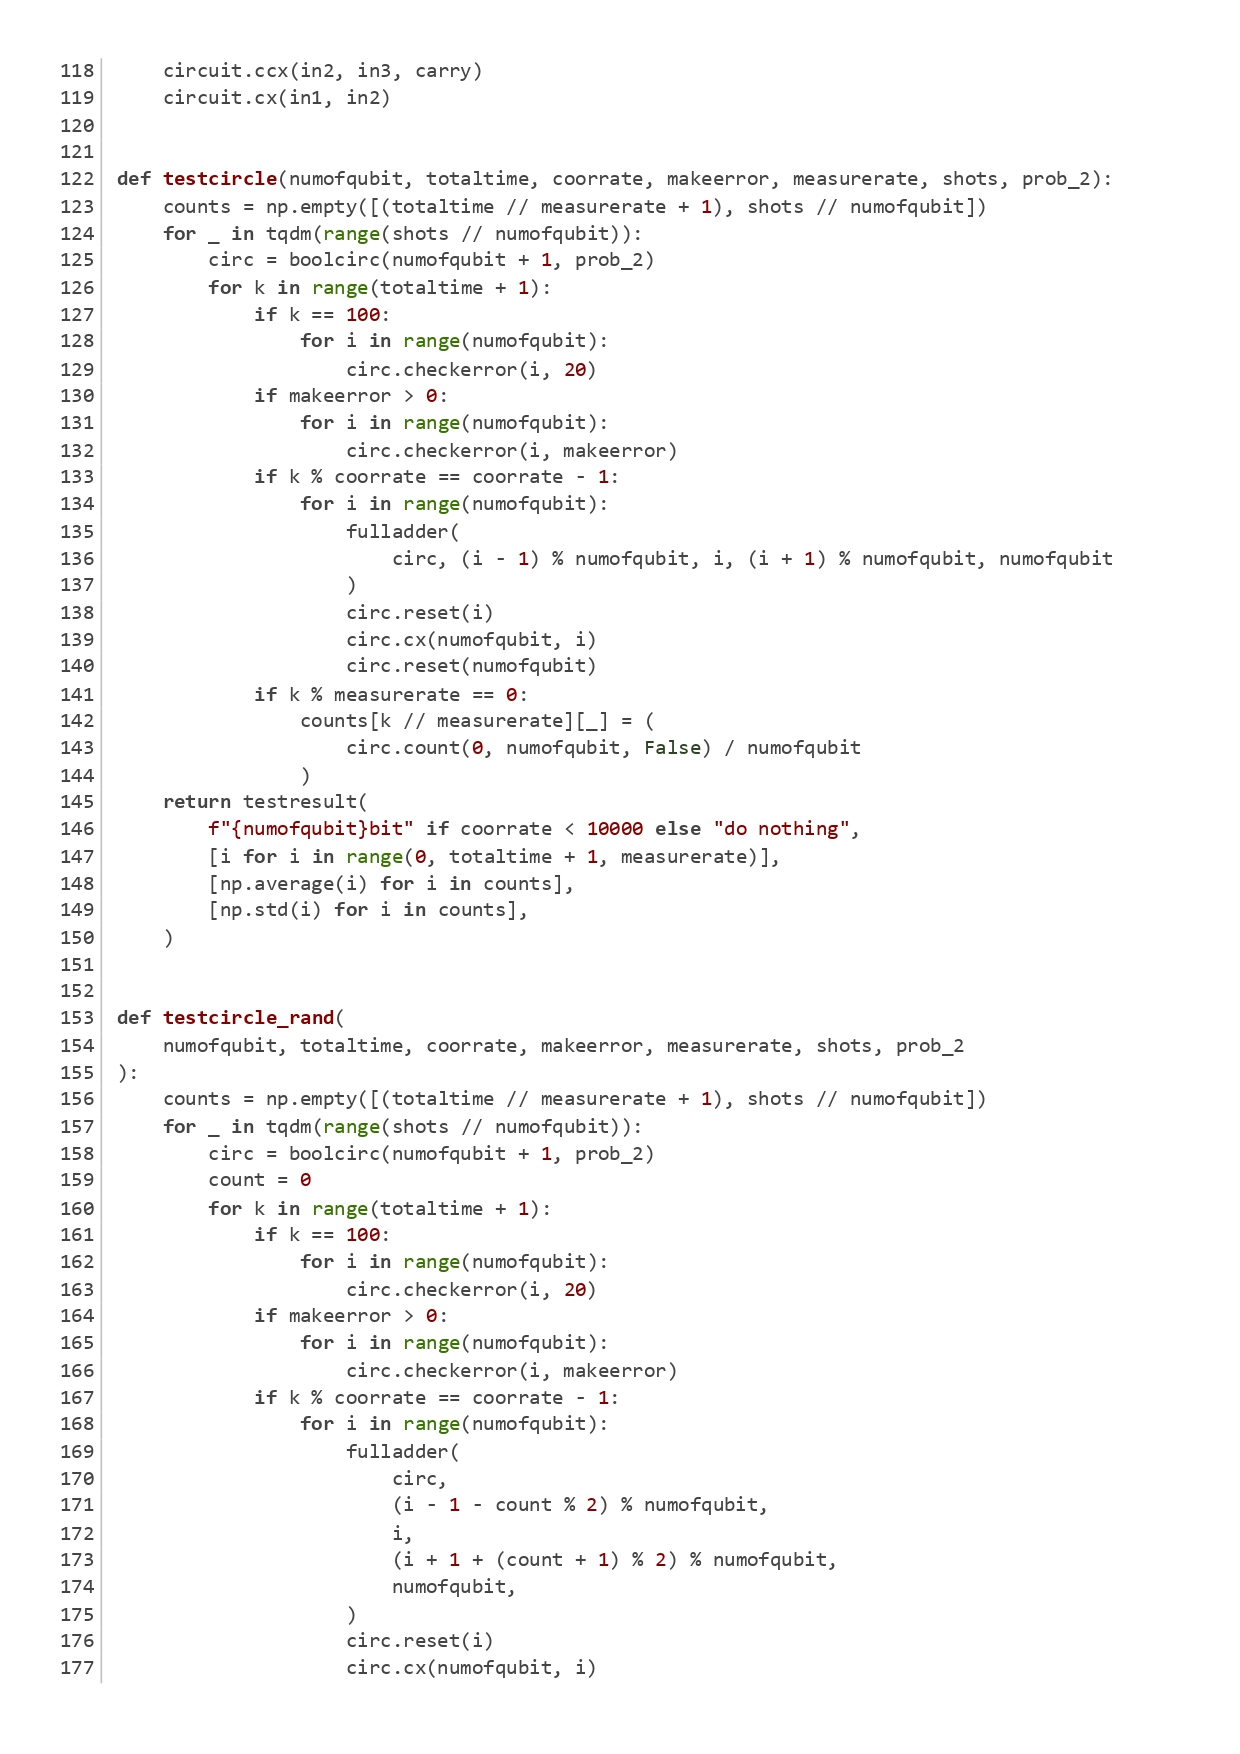 118     circuit.ccx(in2, in3, carry)
119     circuit.cx(in1, in2)
120
121
122 def testcircle(numofqubit, totaltime, coorrate, makeerror, measurerate, shots, prob_2):
123     counts = np.empty([(totaltime // measurerate + 1), shots // numofqubit])
124     for _ in tqdm(range(shots // numofqubit)):
125         circ = boolcirc(numofqubit + 1, prob_2)
126         for k in range(totaltime + 1):
127             if k == 100:
128                 for i in range(numofqubit):
129                     circ.checkerror(i, 20)
130             if makeerror > 0:
131                 for i in range(numofqubit):
132                     circ.checkerror(i, makeerror)
133             if k % coorrate == coorrate - 1:
134                 for i in range(numofqubit):
135                     fulladder(
136                         circ, (i - 1) % numofqubit, i, (i + 1) % numofqubit, numofqubit
137                     )
138                     circ.reset(i)
139                     circ.cx(numofqubit, i)
140                     circ.reset(numofqubit)
141             if k % measurerate == 0:
142                 counts[k // measurerate][_] = (
143                     circ.count(0, numofqubit, False) / numofqubit
144                 )
145     return testresult(
146         f"{numofqubit}bit" if coorrate < 10000 else "do nothing",
147         [i for i in range(0, totaltime + 1, measurerate)],
148         [np.average(i) for i in counts],
149         [np.std(i) for i in counts],
150     )
151
152
153 def testcircle_rand(
154     numofqubit, totaltime, coorrate, makeerror, measurerate, shots, prob_2
155 ):
156     counts = np.empty([(totaltime // measurerate + 1), shots // numofqubit])
157     for _ in tqdm(range(shots // numofqubit)):
158         circ = boolcirc(numofqubit + 1, prob_2)
159         count = 0
160         for k in range(totaltime + 1):
161             if k == 100:
162                 for i in range(numofqubit):
163                     circ.checkerror(i, 20)
164             if makeerror > 0:
165                 for i in range(numofqubit):
166                     circ.checkerror(i, makeerror)
167             if k % coorrate == coorrate - 1:
168                 for i in range(numofqubit):
169                     fulladder(
170                         circ,
171                         (i - 1 - count % 2) % numofqubit,
172                         i,
173                         (i + 1 + (count + 1) % 2) % numofqubit,
174                         numofqubit,
175                     )
176                     circ.reset(i)
177                     circ.cx(numofqubit, i)